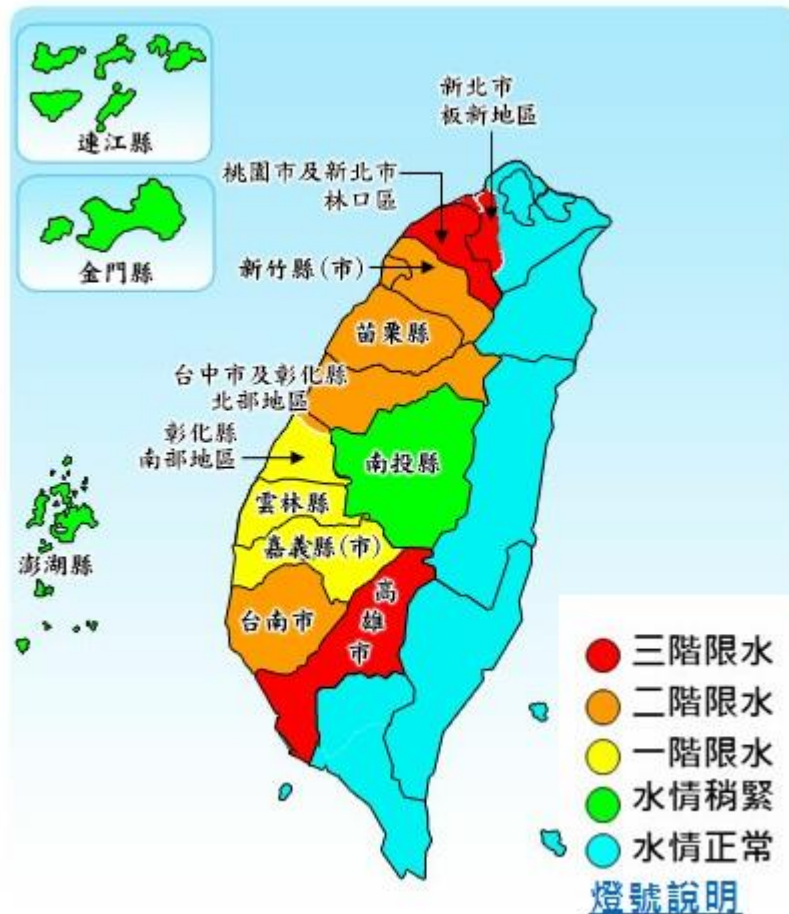 連江縣
金門縣
新北市
板新地區
桃園市及新北市
林口區
新竹縣(市)
苗栗縣
台中市及彰化縣
北部地區
彰化縣
南部地區
南投縣
雲林縣
嘉義縣(市)
澎湖縣
台南市
高雄市
三階限水
二階限水
一階限水
水情稍緊
水情正常
燈號說明